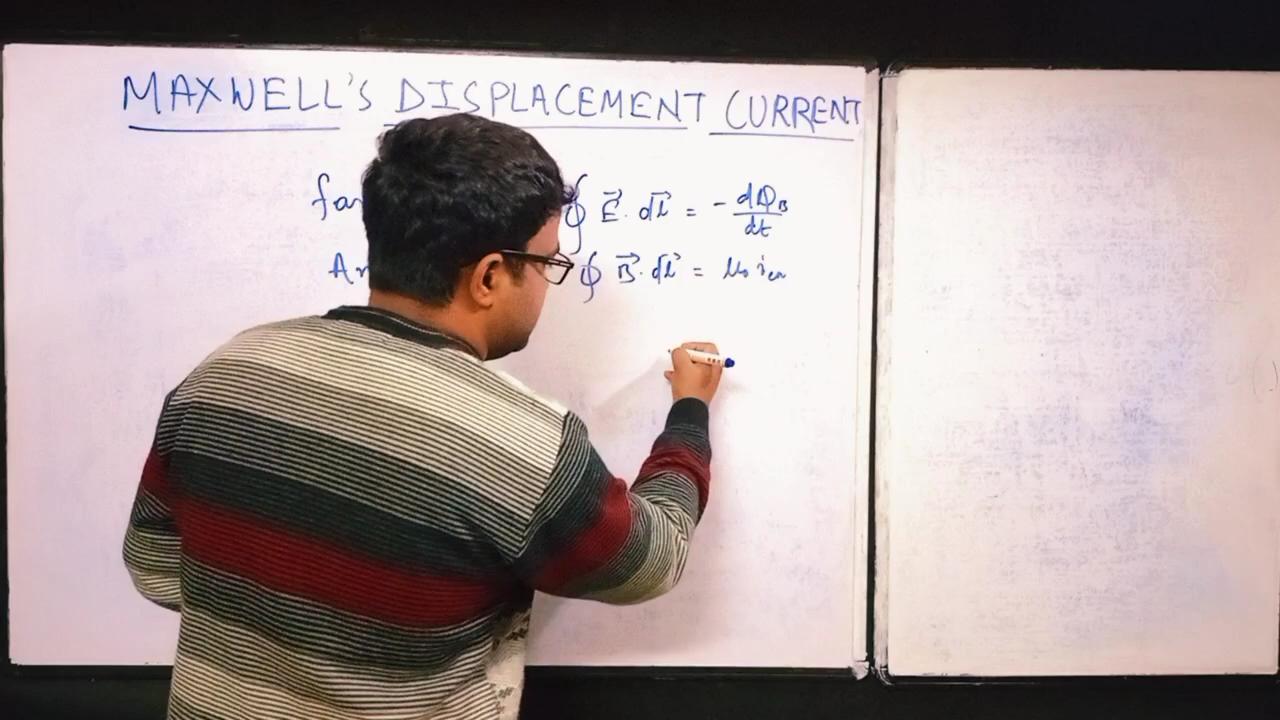 MAXWELL'S DISPLACEMENT CURRENT
∮ E⃗. dl⃗ = - dΦB/dt
∮ B⃗. dl⃗ = μ₀ ien